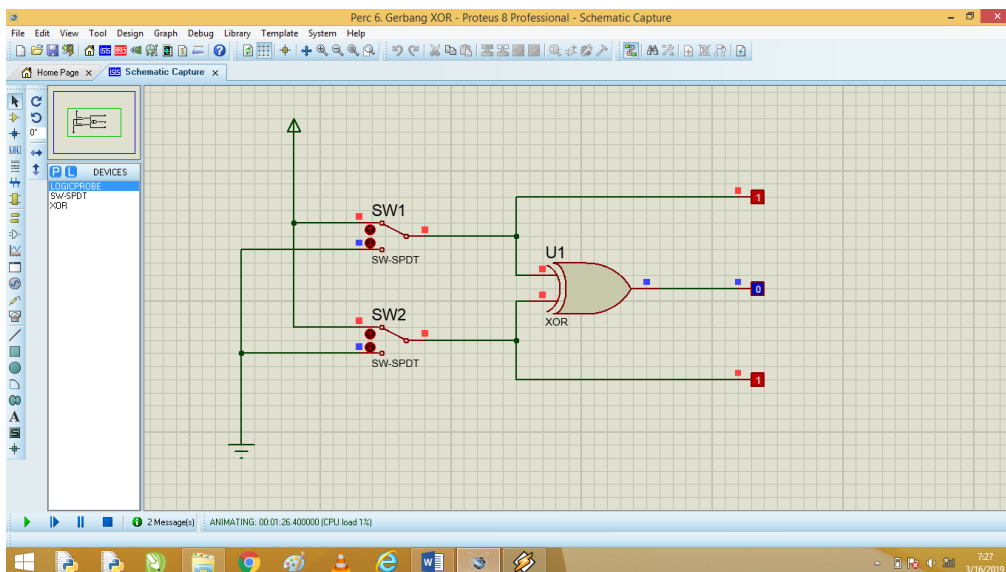 Perc 6. Gerbang XOR - Proteus 8 Professional - Schematic Capture
File Edit View Tool Design Graph Debug Library Template System Help
Home Page x ISIS Schematic Capture x
0°
P L DEVICES
LOGICPROBE
SW-SPDT
XOR
SW1
SW-SPDT
SW2
SW-SPDT
U1
XOR
1
0
1
2 Message(s) ANIMATING: 00:01:26.400000 (CPU load 1%)
7:27
3/16/2019